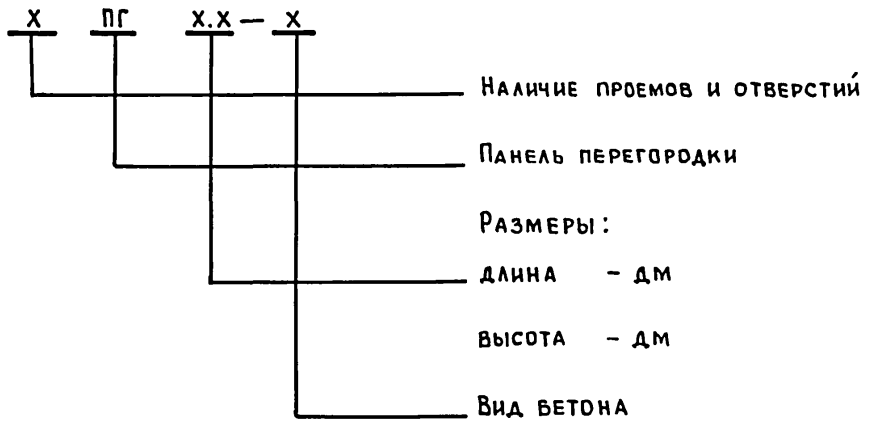 Х ПГ Х.Х – Х
Наличие проемов и отверстий
Панель перегородки
Размеры:
длина – дм
высота – дм
Вид бетона